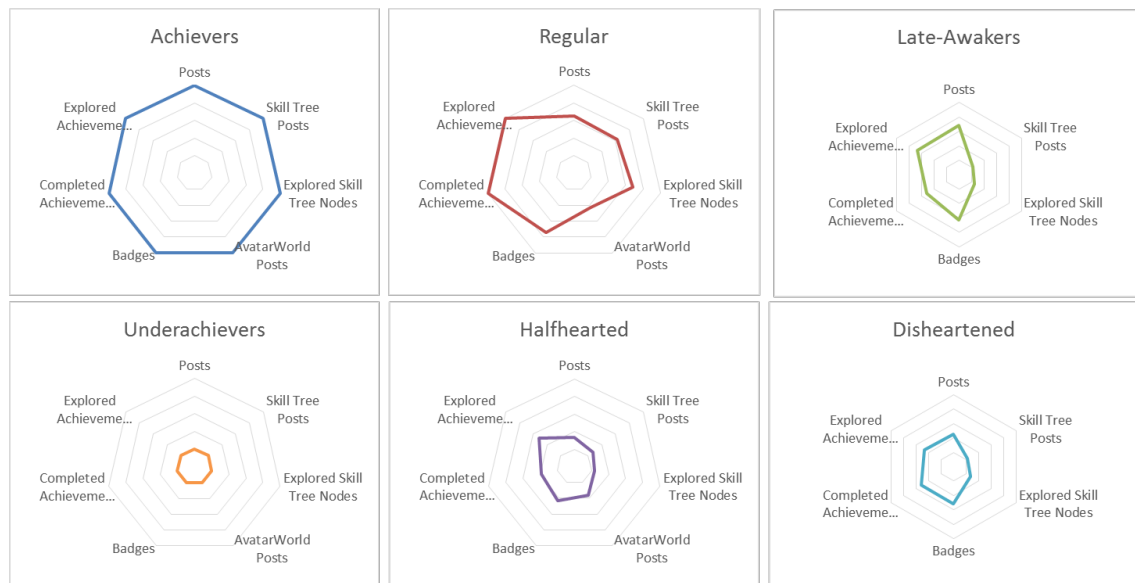 Achievers
Posts
Skill Tree
Posts
Explored Skill
Tree Nodes
AvatarWorld
Posts
Badges
Completed
Achieveme...
Explored
Achieveme...
Regular
Posts
Skill Tree
Posts
Explored Skill
Tree Nodes
AvatarWorld
Posts
Badges
Completed
Achieveme...
Explored
Achieveme...
Late-Awakers
Posts
Skill Tree
Posts
Explored Skill
Tree Nodes
Badges
Completed
Achieveme...
Explored
Achieveme...
Underachievers
Posts
Skill Tree
Posts
Explored Skill
Tree Nodes
AvatarWorld
Posts
Badges
Completed
Achieveme...
Explored
Achieveme...
Halfhearted
Posts
Skill Tree
Posts
Explored Skill
Tree Nodes
AvatarWorld
Posts
Badges
Completed
Achieveme...
Explored
Achieveme...
Disheartened
Posts
Skill Tree
Posts
Explored Skill
Tree Nodes
Badges
Completed
Achieveme...
Explored
Achieveme...